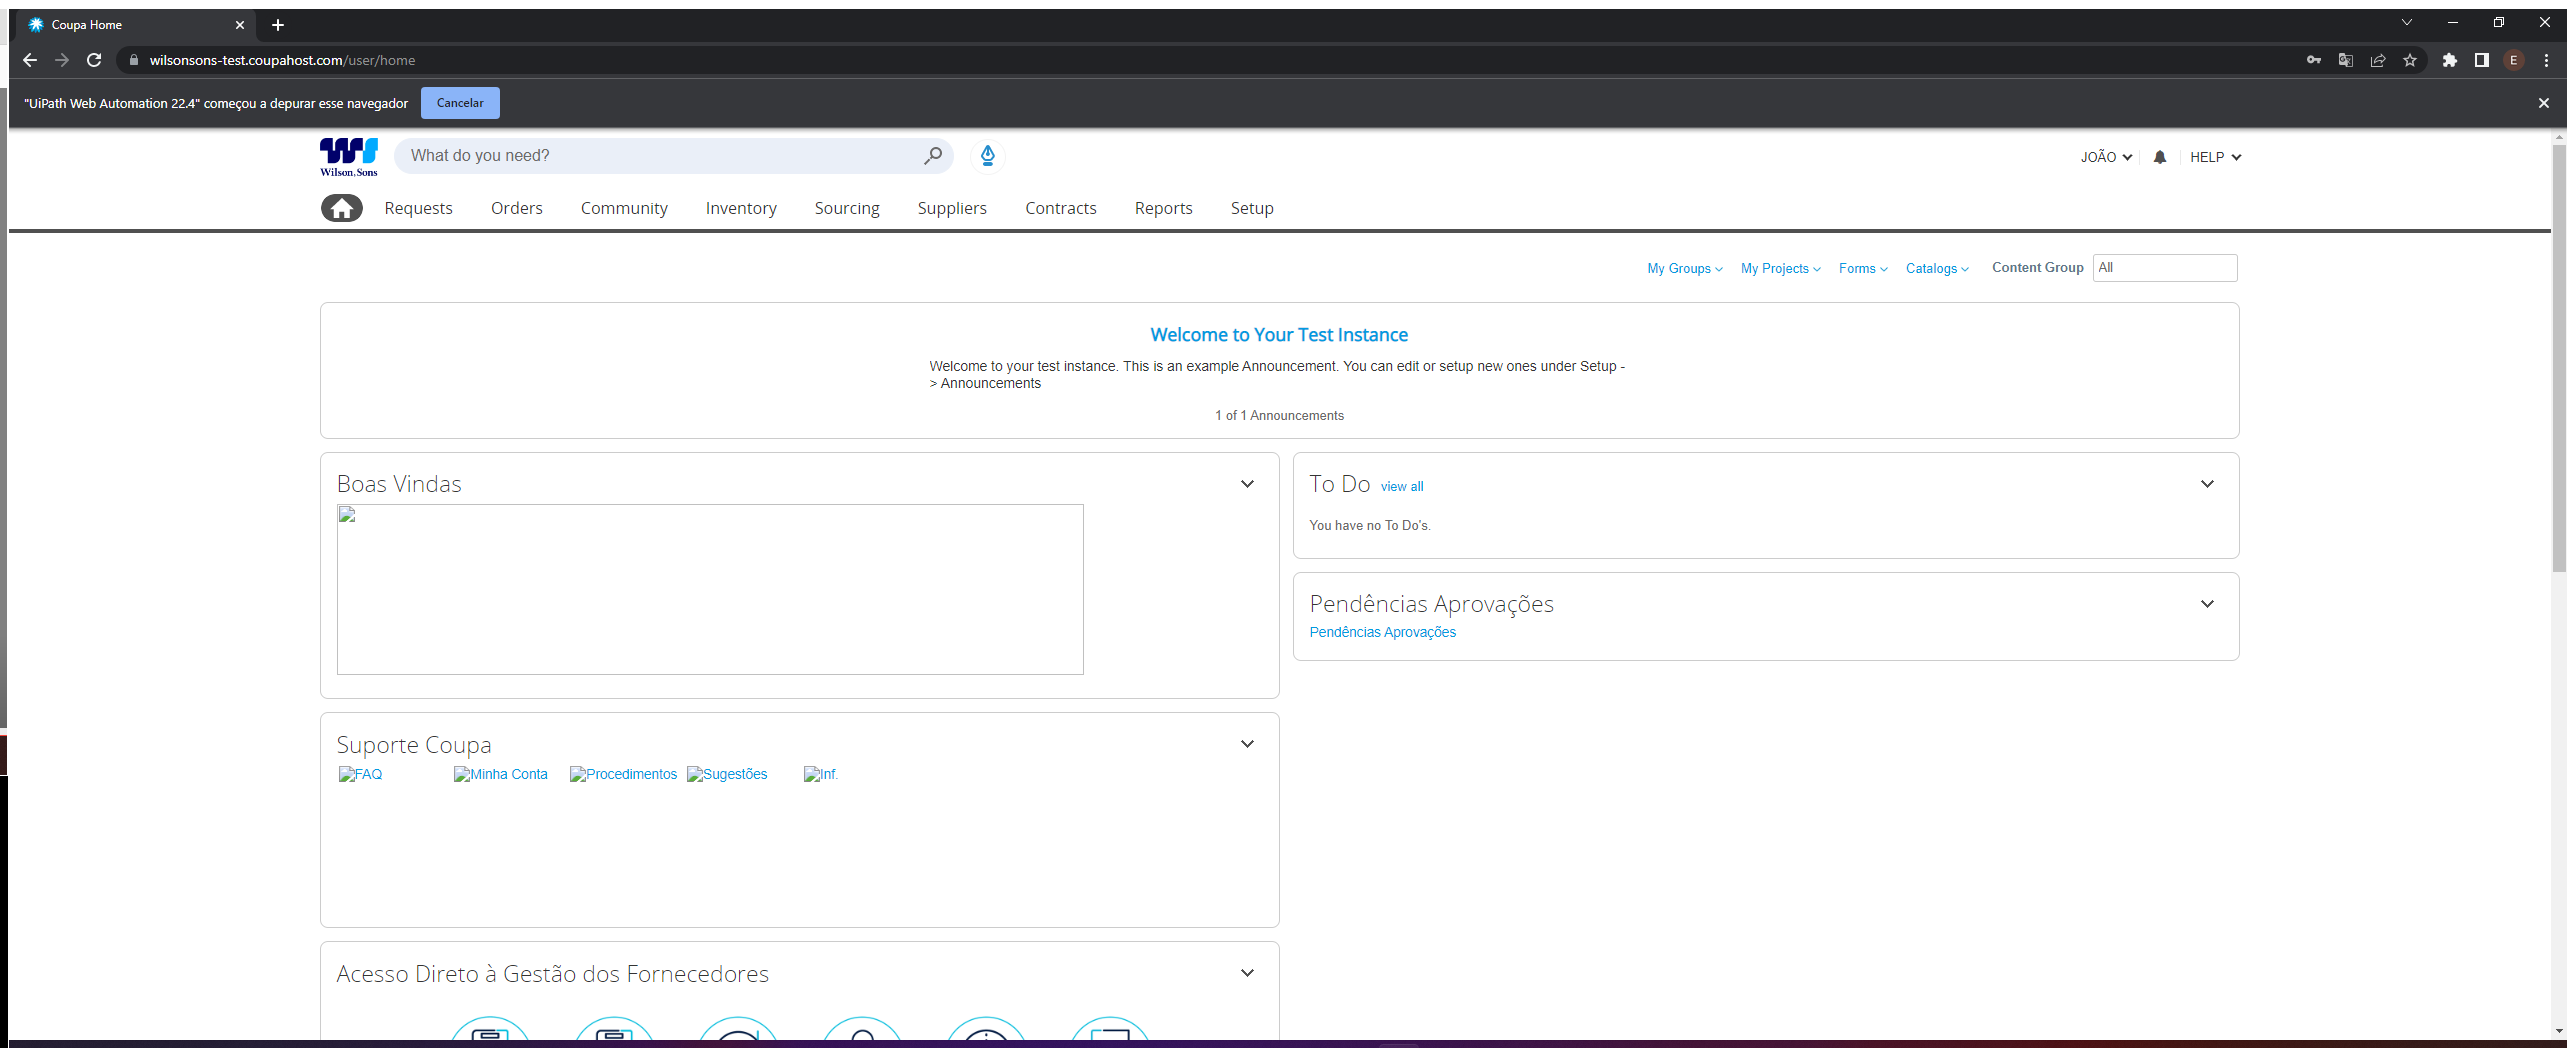 Coupa Home
wilsonsons-test.coupahost.com/user/home
E
"UiPath Web Automation 22.4" começou a depurar esse navegador
Cancelar
Wilson,Sons
What do you need?
JOÃO
HELP
Requests
Orders
Community
Inventory
Sourcing
Suppliers
Contracts
Reports
Setup
My Groups
My Projects
Forms
Catalogs
Content Group
All
Welcome to Your Test Instance
Welcome to your test instance. This is an example Announcement. You can edit or setup new ones under Setup -
> Announcements
1 of 1 Announcements
Boas Vindas
To Do view all
You have no To Do's.
Pendências Aprovações
Pendências Aprovações
Suporte Coupa
FAQ
Minha Conta
Procedimentos
Sugestões
Inf.
Acesso Direto à Gestão dos Fornecedores